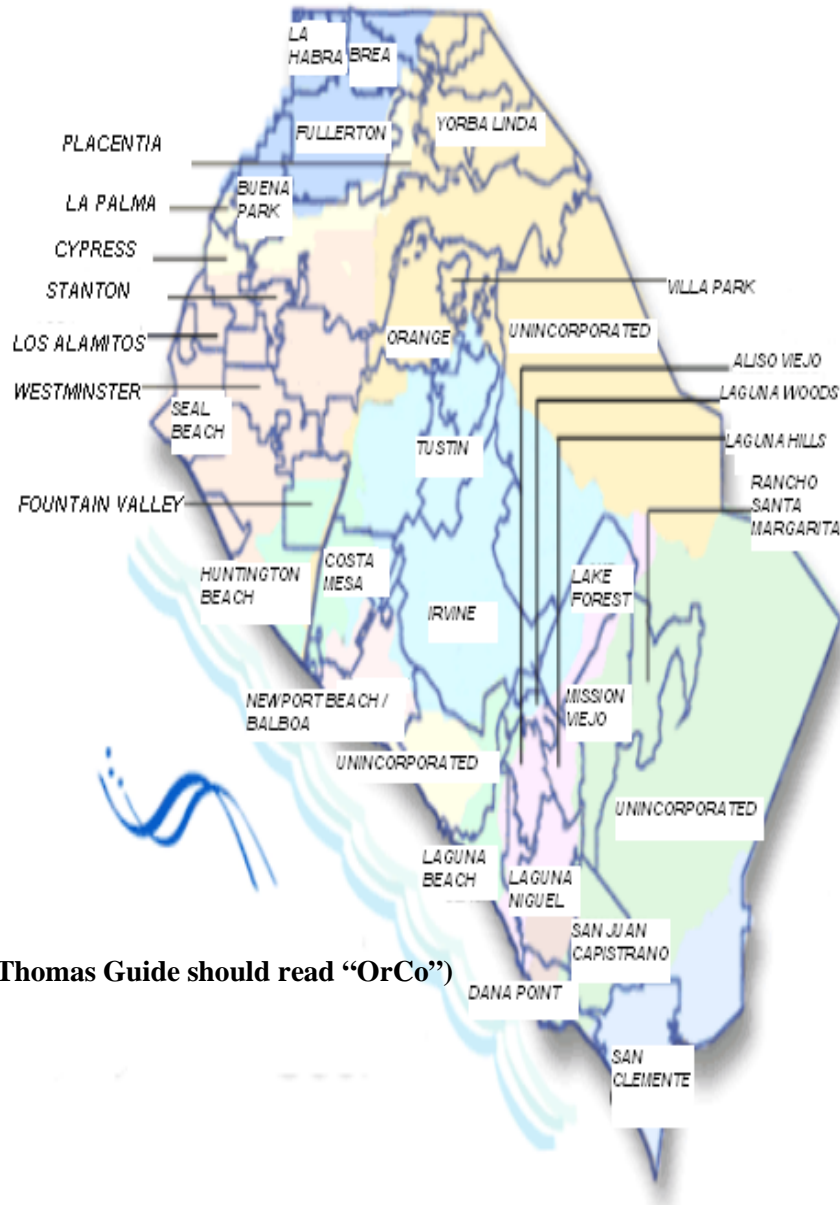 LA
HABRA
BREA
FULLERTON
YORBA LINDA
PLACENTIA
BUENA
PARK
LA PALMA
CYPRESS
STANTON
VILLA PARK
LOS ALAMITOS
ORANGE
UNINCORPORATED
ALISO VIEJO
WESTMINSTER
LAGUNA WOODS
SEAL
BEACH
TUSTIN
LAGUNA HILLS
RANCHO
SANTA
MARGARITA
FOUNTAIN VALLEY
HUNTINGTON
BEACH
COSTA
MESA
LAKE
FOREST
IRVINE
NEWPORT BEACH /
BALBOA
MISSION
VIEJO
UNINCORPORATED
UNINCORPORATED
LAGUNA
BEACH
LAGUNA
NIGUEL
SAN JUAN
CAPISTRANO
Thomas Guide should read “OrCo”)
DANA POINT
SAN
CLEMENTE